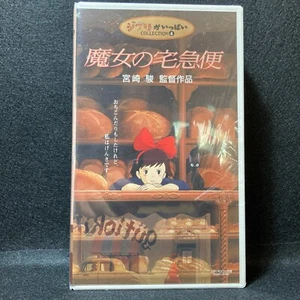 ジブリがいっぱい
COLLECTION 4
魔女の宅急便
宮崎 駿 監督作品
おちこんだりもしたけれど、
私はげんきです。